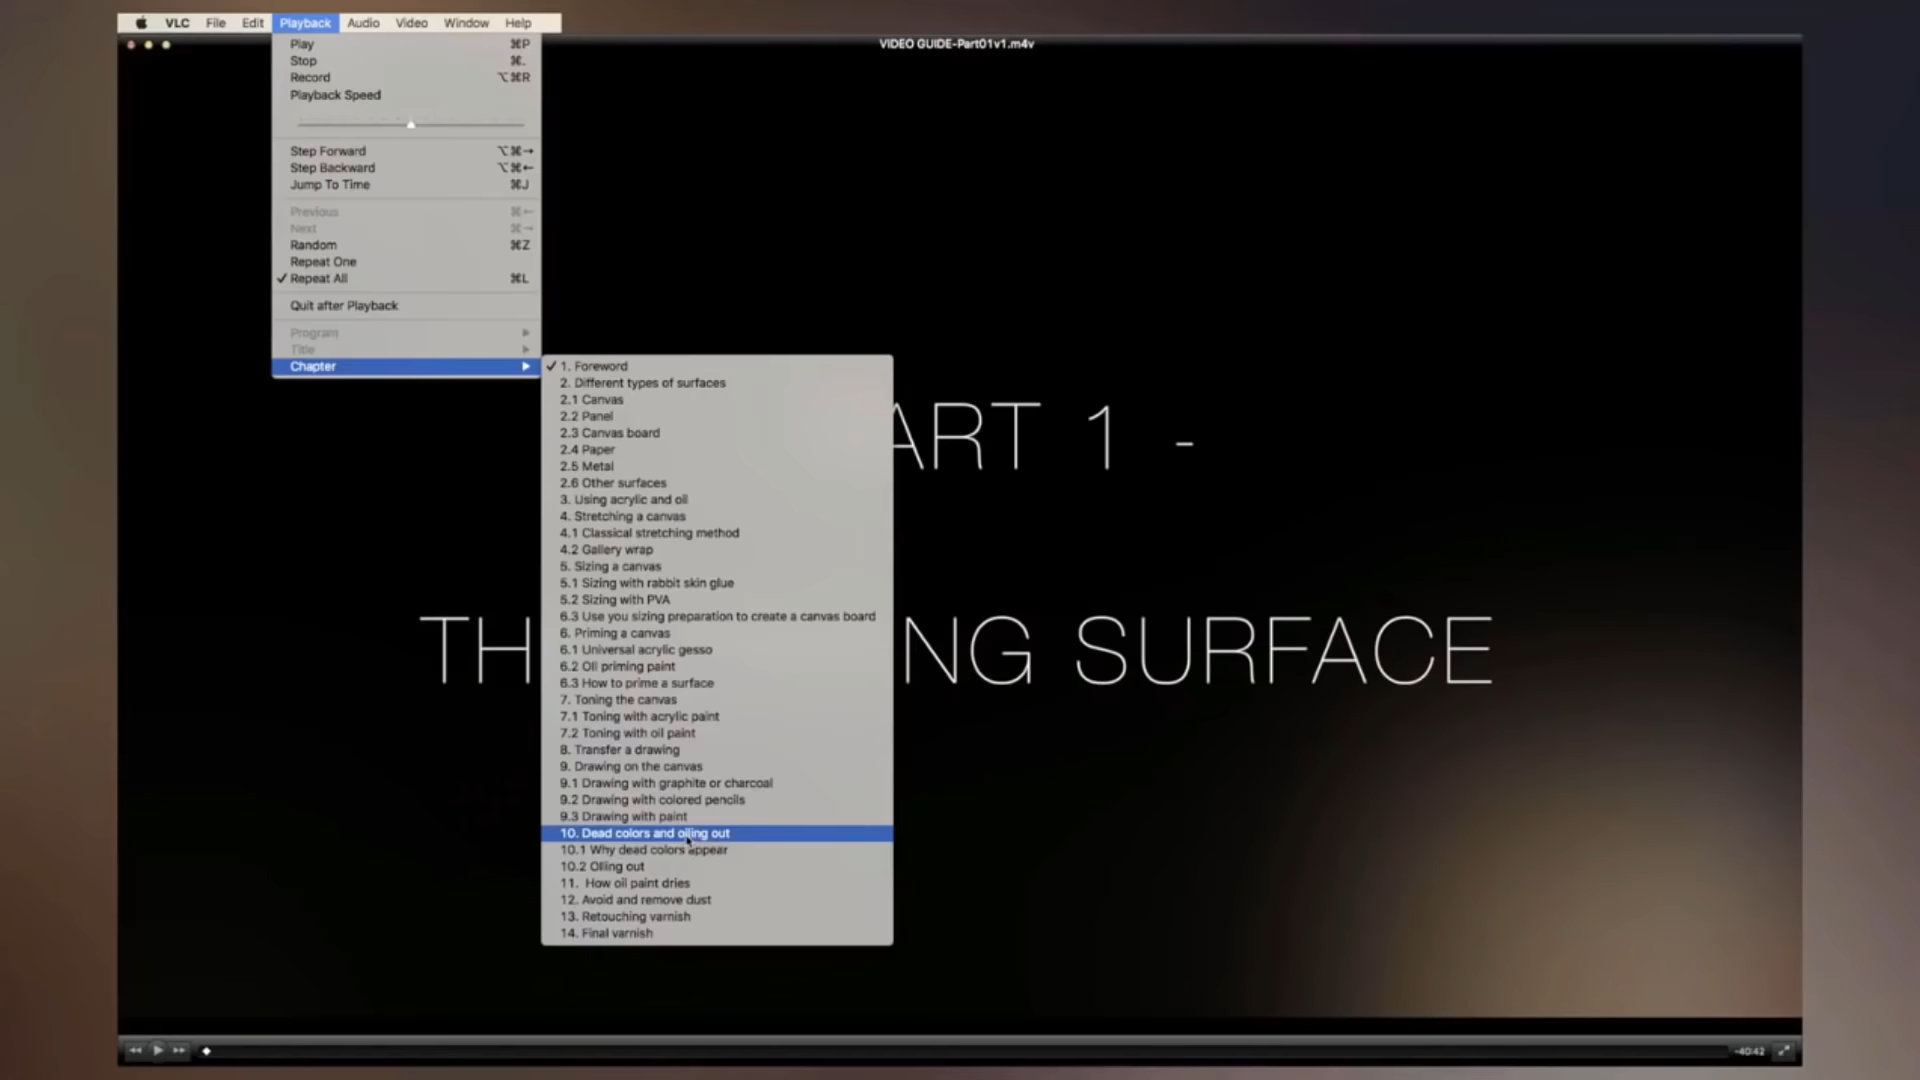 VLC File Edit Playback Audio Video Window Help
VIDEO GUIDE-Part01v1.m4v
Play ⌘P
Stop ⌘.
Record ⌥⌘R
Playback Speed
Step Forward ⌥⌘→
Step Backward ⌥⌘←
Jump To Time ⌘J
Previous ⌘←
Next ⌘→
Random ⌘Z
Repeat One
✓ Repeat All ⌘L
Quit after Playback
Program
Title
Chapter
✓ 1. Foreword
2. Different types of surfaces
2.1 Canvas
2.2 Panel
2.3 Canvas board
2.4 Paper
2.5 Metal
2.6 Other surfaces
3. Using acrylic and oil
4. Stretching a canvas
4.1 Classical stretching method
4.2 Gallery wrap
5. Sizing a canvas
5.1 Sizing with rabbit skin glue
5.2 Sizing with PVA
6.3 Use you sizing preparation to create a canvas board
6. Priming a canvas
6.1 Universal acrylic gesso
6.2 Oil priming paint
6.3 How to prime a surface
7. Toning the canvas
7.1 Toning with acrylic paint
7.2 Toning with oil paint
8. Transfer a drawing
9. Drawing on the canvas
9.1 Drawing with graphite or charcoal
9.2 Drawing with colored pencils
9.3 Drawing with paint
10. Dead colors and oiling out
10.1 Why dead colors appear
10.2 Oiling out
11. How oil paint dries
12. Avoid and remove dust
13. Retouching varnish
14. Final varnish
ART 1 -
TH NG SURFACE
-40:42